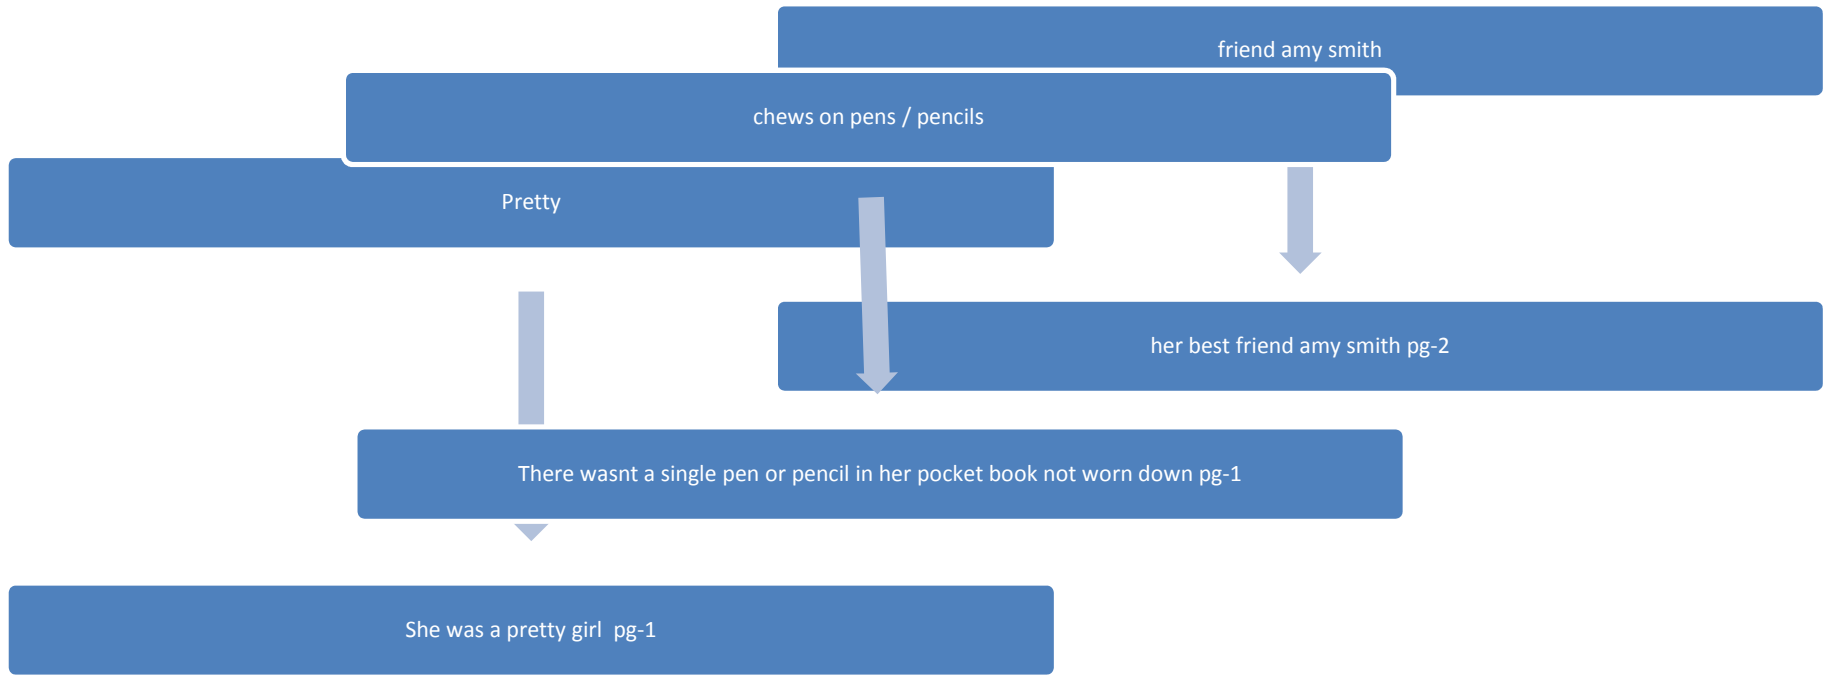 friend amy smith
chews on pens / pencils
Pretty
her best friend amy smith pg-2
There wasnt a single pen or pencil in her pocket book not worn down pg-1
She was a pretty girl  pg-1